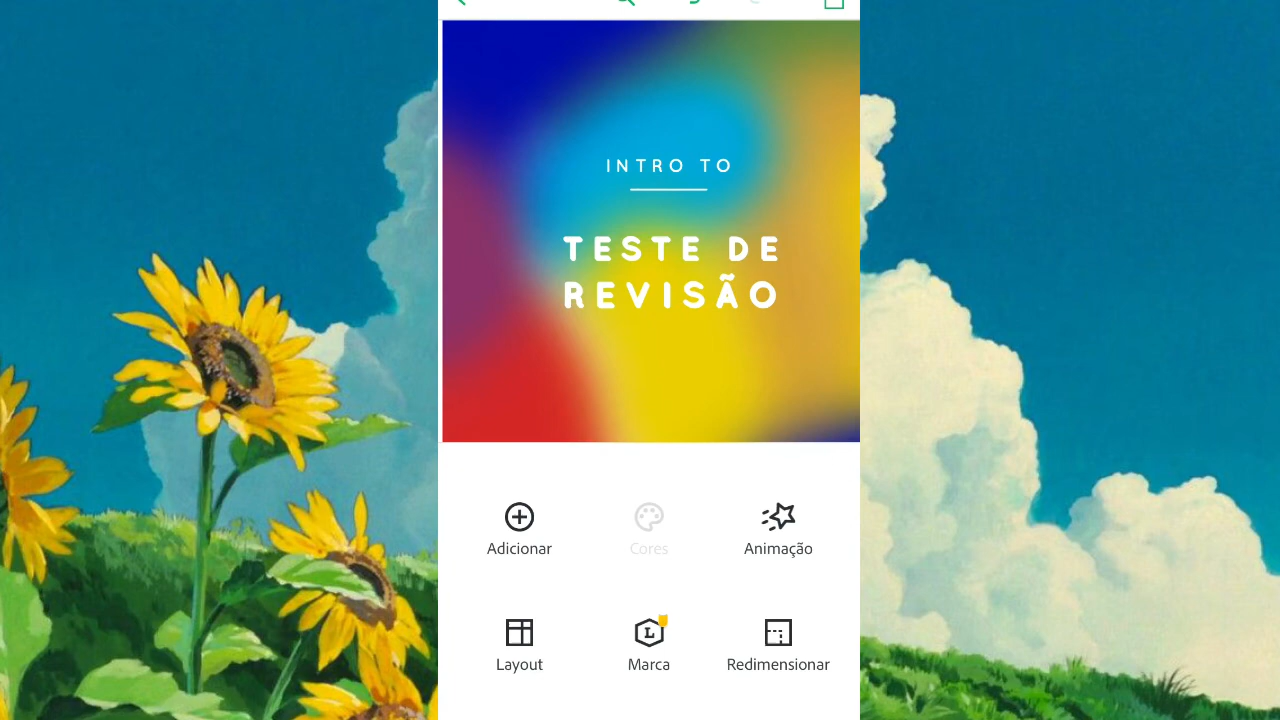 INTRO TO
TESTE DE
REVISÃO
Adicionar
Cores
Animação
L
Layout
Marca
Redimensionar